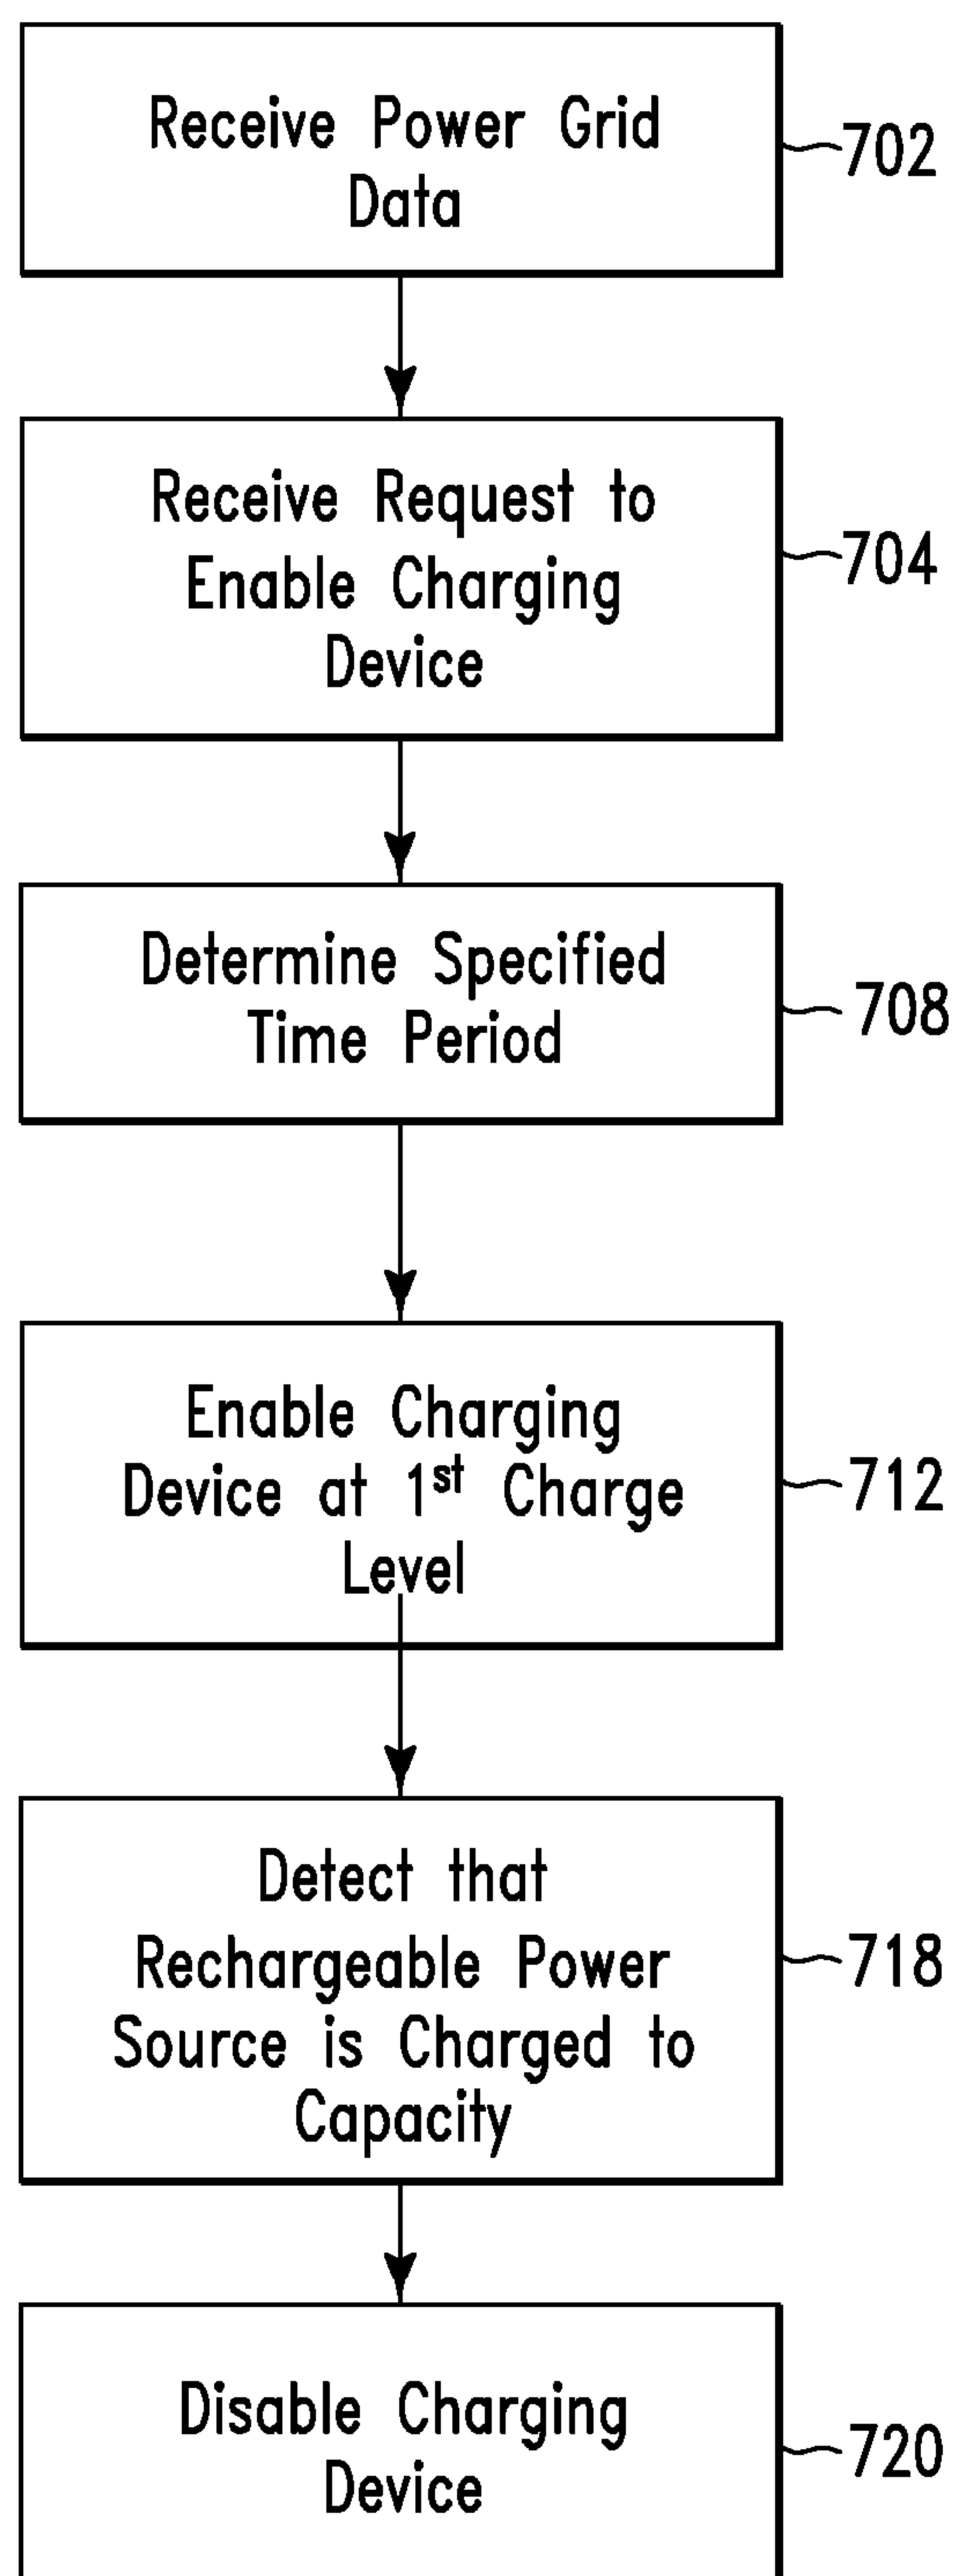 Receive Power Grid
Data
702
Receive Request to
Enable Charging
Device
704
Determine Specified
Time Period
708
Enable Charging
Device at 1st Charge
Level
712
Detect that
Rechargeable Power
Source is Charged to
Capacity
718
Disable Charging
Device
720